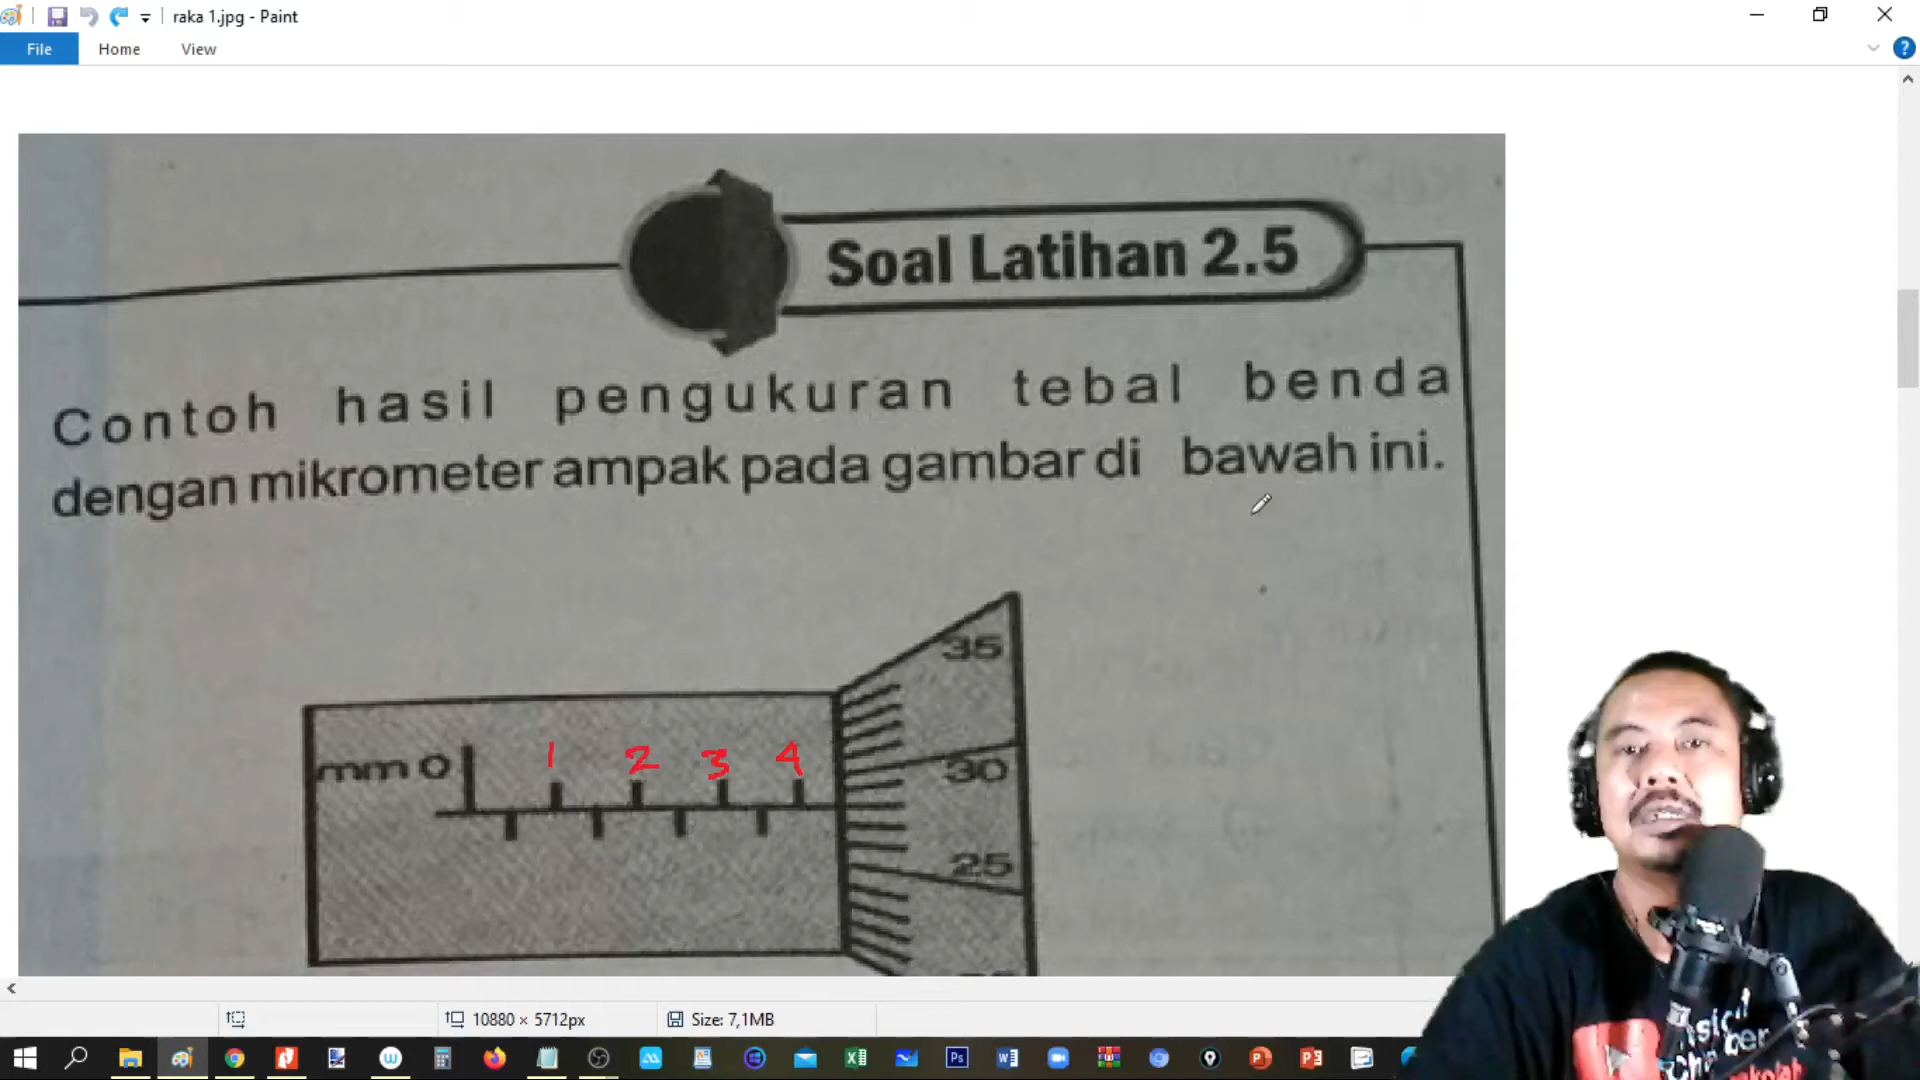 raka 1.jpg - Paint
File Home View
Soal Latihan 2.5
Contoh hasil pengukuran tebal benda
dengan mikrometer ampak pada gambar di bawah ini.
35
1 2 3 4
mm 0
30
25
10880 × 5712px
Size: 7,1MB